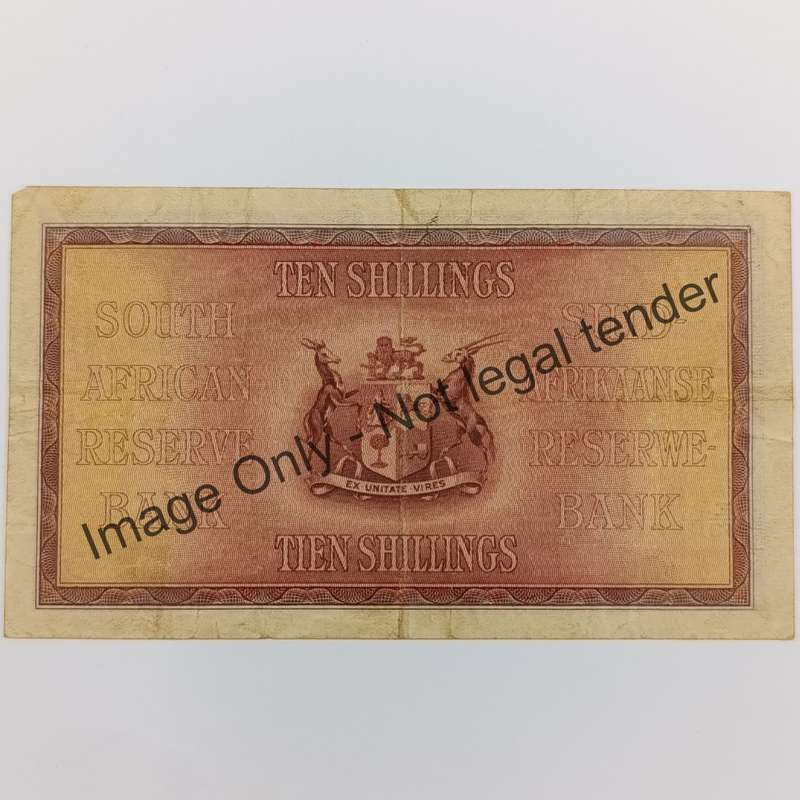 TEN SHILLINGS
SOUTH
AFRICAN
RESERVE
BANK
SUID-
AFRIKAANSE
RESERWE-
BANK
EX UNITATE VIRES
TIEN SHILLINGS
Image Only - Not legal tender